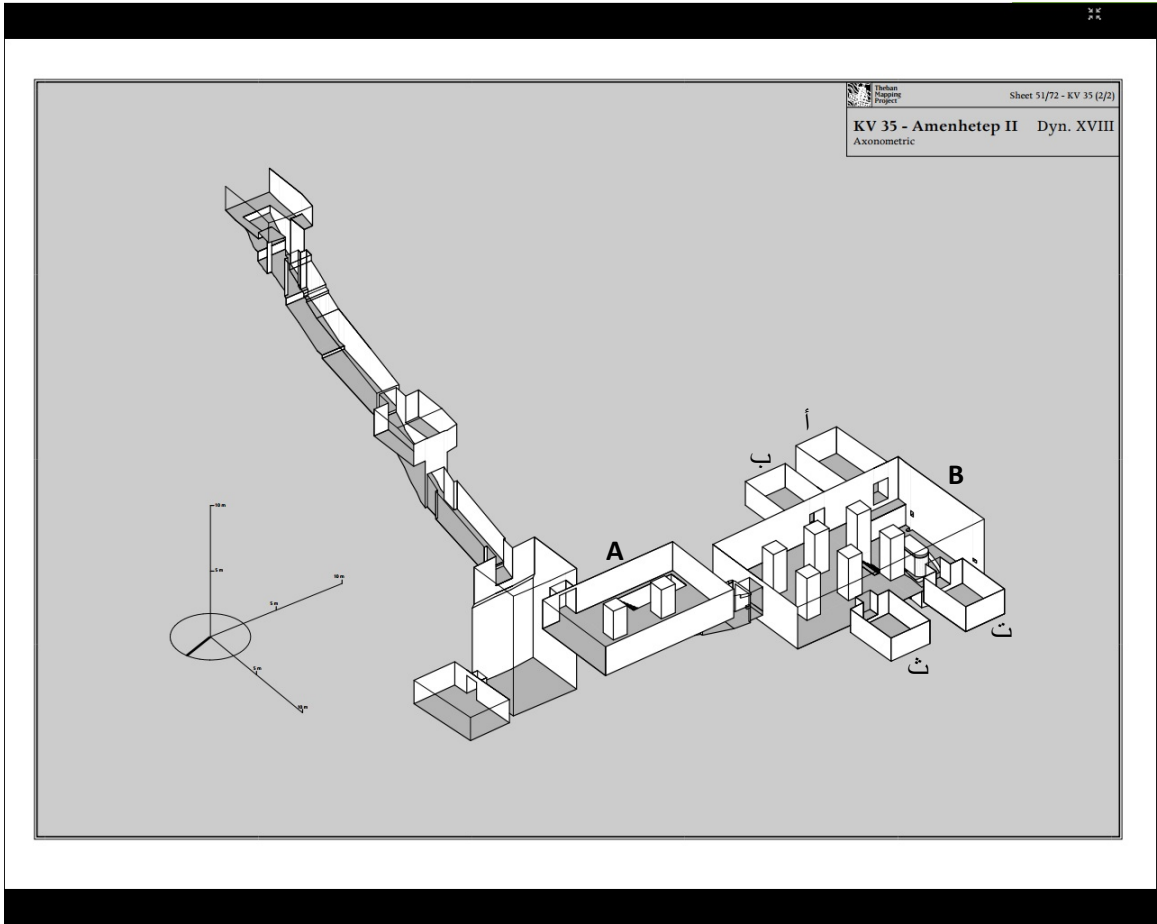 Theban
Mapping
Project
Sheet 51/72 - KV 35 (2/2)
KV 35 - Amenhetep II Dyn. XVIII
Axonometric
أ
ب
B
A
ت
ث
10 m
5 m
10 m
5 m
5 m
10 m